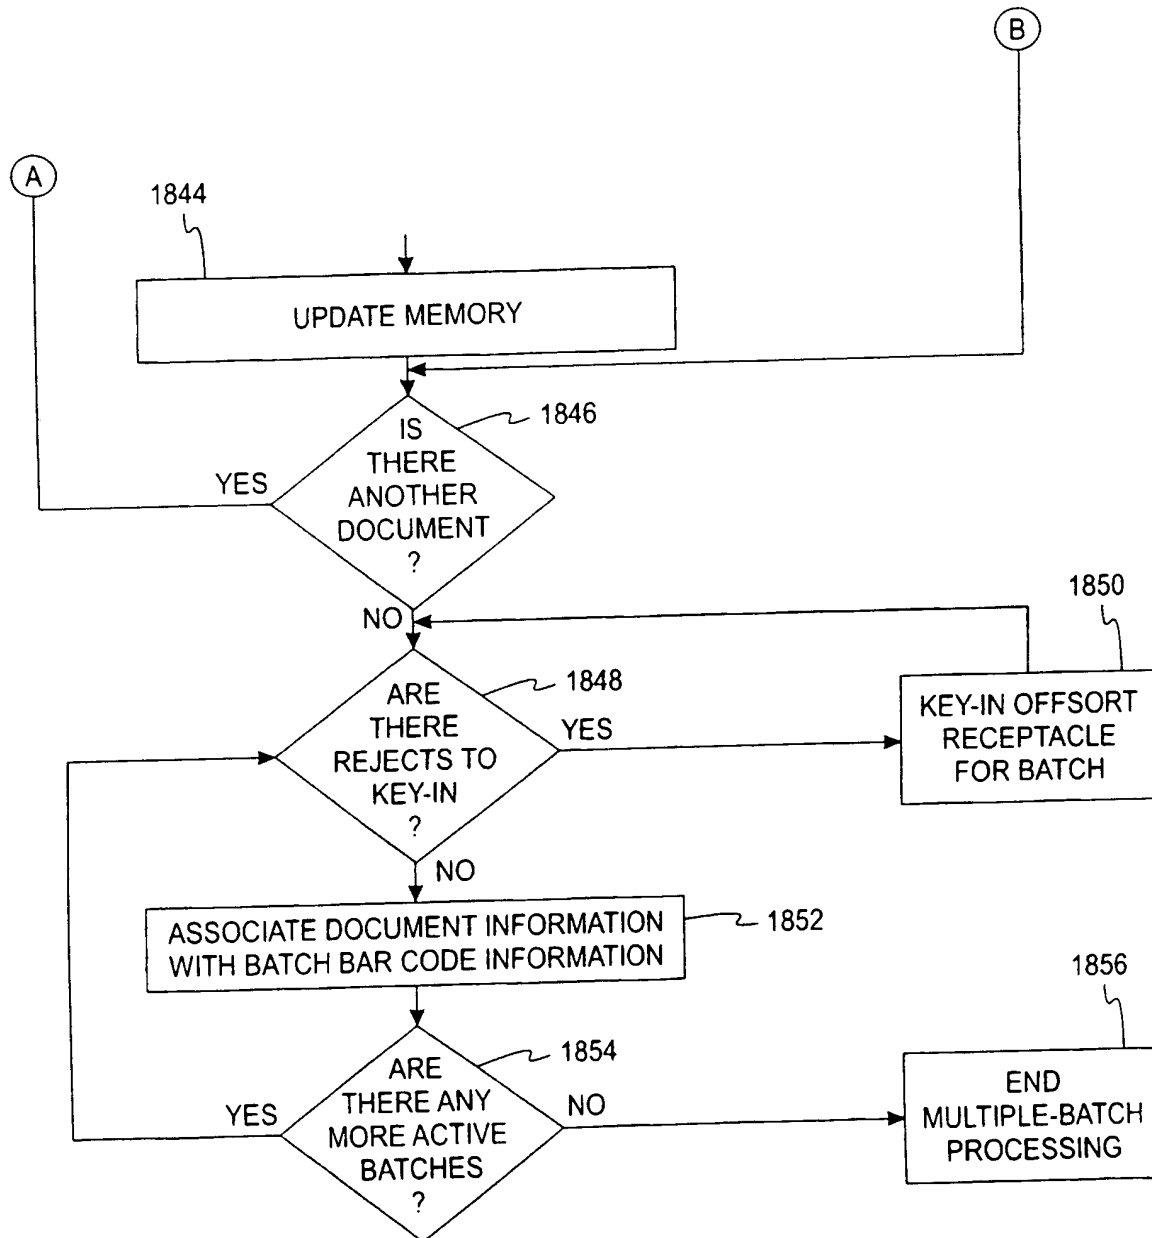 B
A
1844
UPDATE MEMORY
1846
IS
THERE
ANOTHER
DOCUMENT
?
YES
NO
1850
1848
ARE
THERE
REJECTS TO
KEY-IN
?
YES
KEY-IN OFFSORT
RECEPTACLE
FOR BATCH
NO
1852
ASSOCIATE DOCUMENT INFORMATION
WITH BATCH BAR CODE INFORMATION
1856
1854
ARE
THERE ANY
MORE ACTIVE
BATCHES
?
YES
NO
END
MULTIPLE-BATCH
PROCESSING